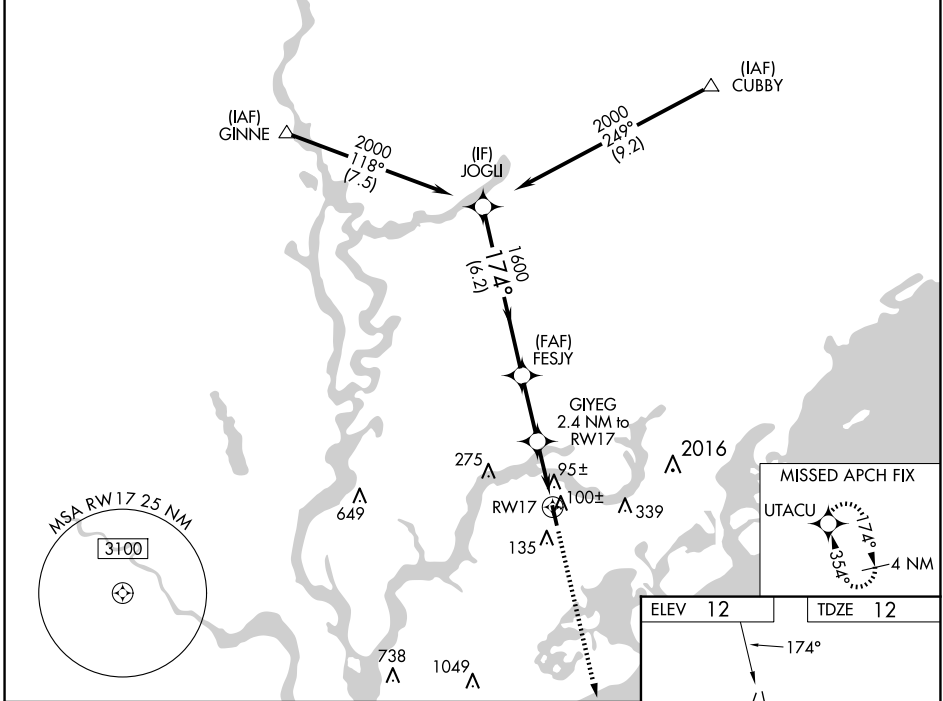 (IAF)
CUBBY
(IAF)
GINNE
2000
118°
(7.5)
2000
249°
(9.2)
(IF)
JOGLI
1600
174°
(6.2)
(FAF)
FESJY
GIYEG
2.4 NM to
RW17
275
95±
2016
649
RW17
100±
339
135
MSA RW17 25 NM
3100
MISSED APCH FIX
UTACU
174°
354°
4 NM
738
1049
ELEV 12
TDZE 12
174°